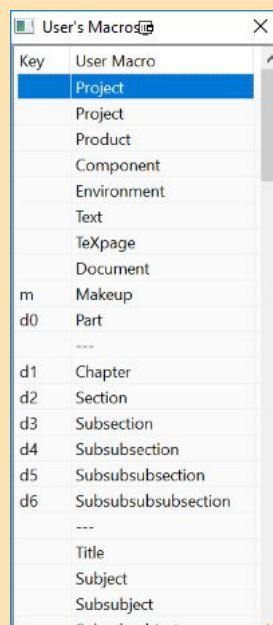 User's Macros
Key User Macro
Project
Project
Product
Component
Environment
Text
TeXpage
Document
m Makeup
d0 Part
---
d1 Chapter
d2 Section
d3 Subsection
d4 Subsubsection
d5 Subsubsubsection
d6 Subsubsubsubsection
---
Title
Subject
Subsubject